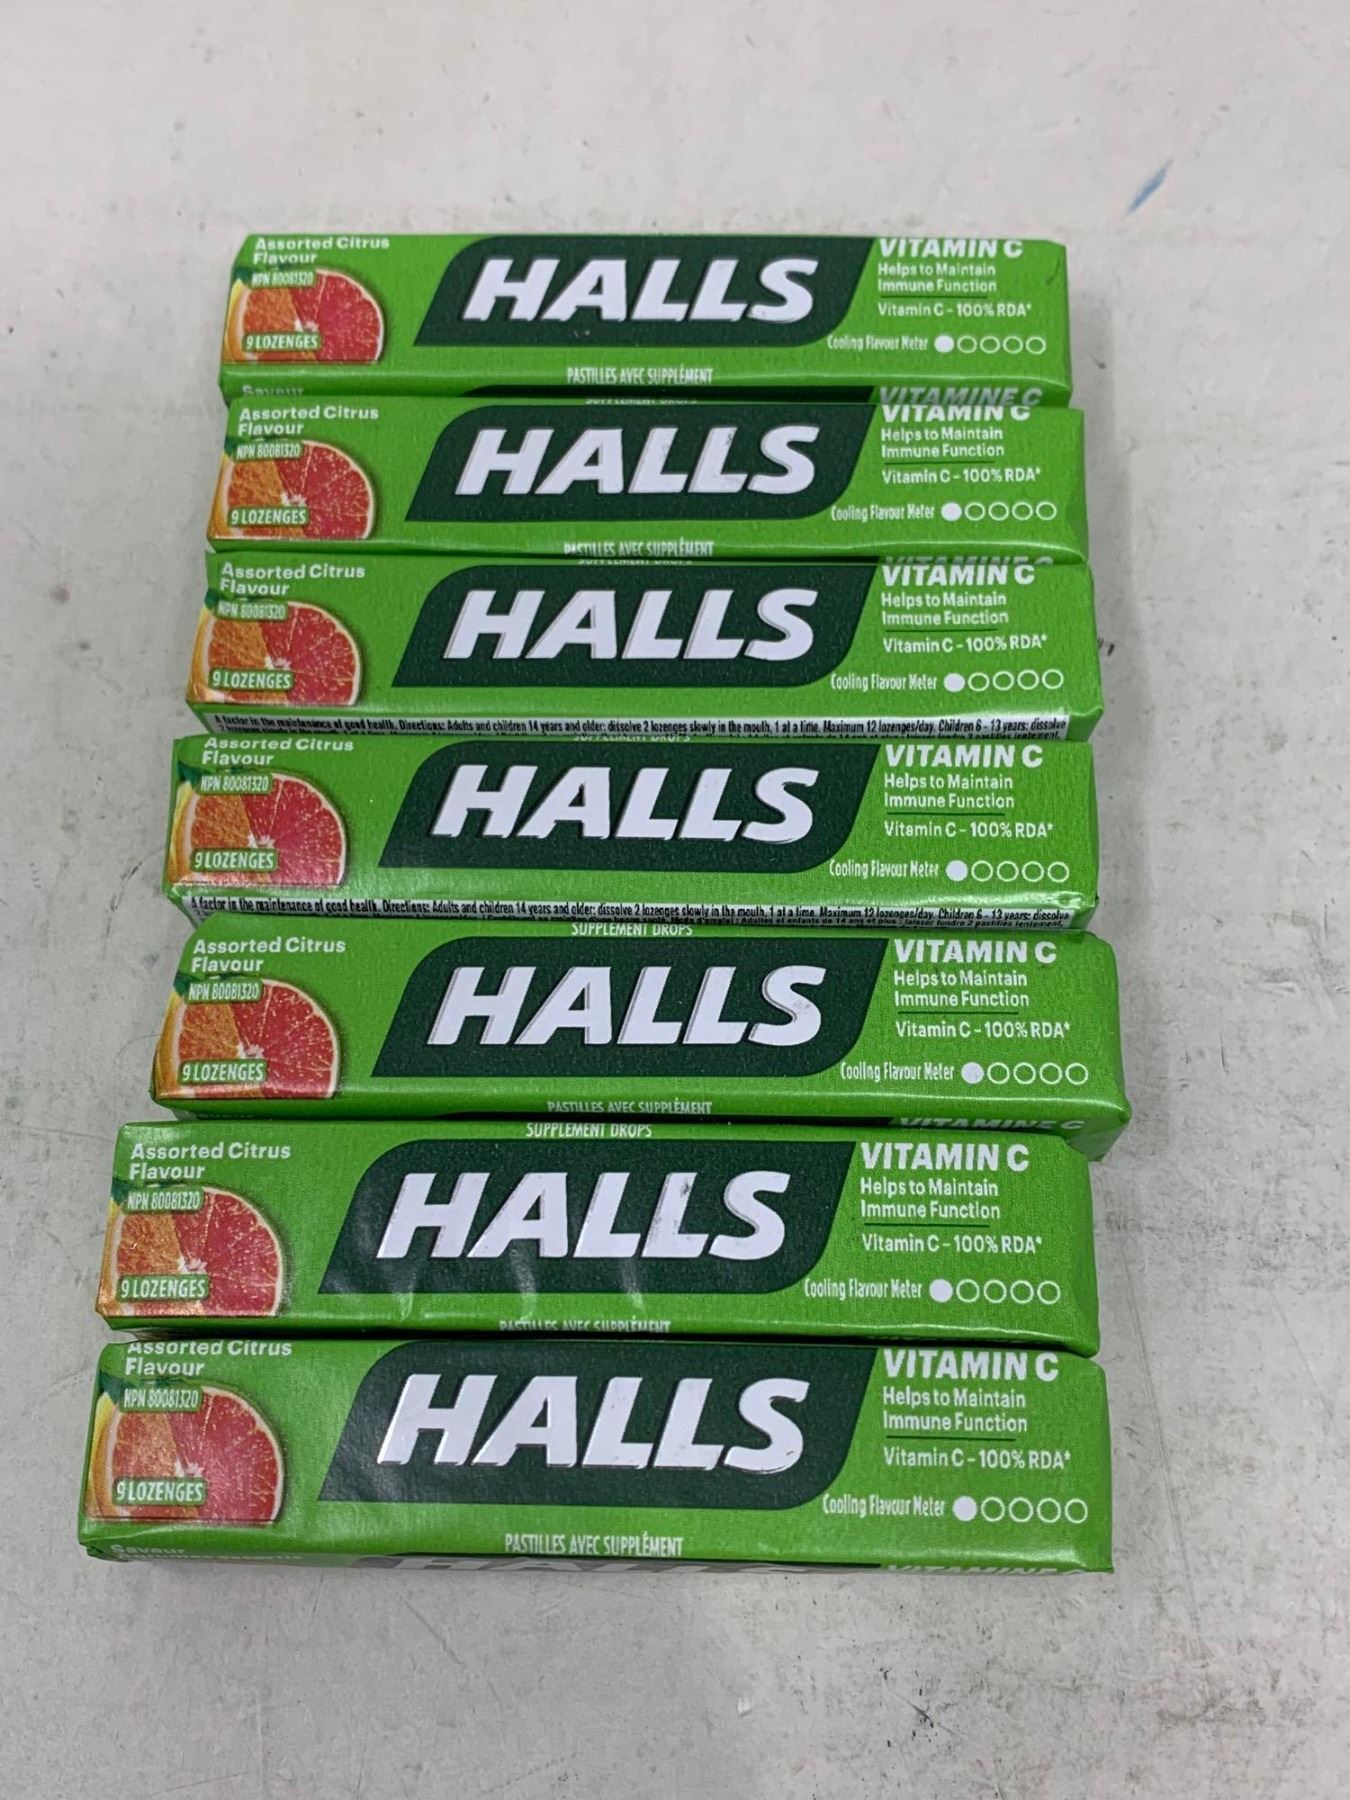 Assorted Citrus
Flavour
NPN 80081320
9 LOZENGES
HALLS
VITAMIN C
Helps to Maintain
Immune Function
Vitamin C - 100% RDA*
Cooling Flavour Meter
PASTILLES AVEC SUPPLÉMENT
Savour
VITAMINE C
SUPPLEMENT DROPS
Assorted Citrus
Flavour
NPN 80081320
9 LOZENGES
HALLS
VITAMIN C
Helps to Maintain
Immune Function
Vitamin C - 100% RDA*
Cooling Flavour Meter
PASTILLES AVEC SUPPLÉMENT
VITAMINE C
SUPPLEMENT DROPS
Assorted Citrus
Flavour
NPN 80081320
9 LOZENGES
HALLS
VITAMIN C
Helps to Maintain
Immune Function
Vitamin C - 100% RDA*
Cooling Flavour Meter
A factor in the maintenance of good health. Directions: Adults and children 14 years and older: dissolve 2 lozenges slowly in the mouth, 1 at a time. Maximum 12 lozenges/day. Children 6 - 13 years: dissolve
SUPPLEMENT DROPS
Assorted Citrus
Flavour
NPN 80081320
9 LOZENGES
HALLS
VITAMIN C
Helps to Maintain
Immune Function
Vitamin C - 100% RDA*
Cooling Flavour Meter
A factor in the maintenance of good health. Directions: Adults and children 14 years and older: dissolve 2 lozenges slowly in the mouth, 1 at a time. Maximum 12 lozenges/day. Children 6 - 13 years: dissolve
SUPPLEMENT DROPS
Assorted Citrus
Flavour
NPN 80081320
9 LOZENGES
HALLS
VITAMIN C
Helps to Maintain
Immune Function
Vitamin C - 100% RDA*
Cooling Flavour Meter
PASTILLES AVEC SUPPLÉMENT
VITAMINE C
SUPPLEMENT DROPS
Assorted Citrus
Flavour
NPN 80081320
9 LOZENGES
HALLS
VITAMIN C
Helps to Maintain
Immune Function
Vitamin C - 100% RDA*
Cooling Flavour Meter
PASTILLES AVEC SUPPLÉMENT
Assorted Citrus
Flavour
NPN 80081320
9 LOZENGES
HALLS
VITAMIN C
Helps to Maintain
Immune Function
Vitamin C - 100% RDA*
Cooling Flavour Meter
PASTILLES AVEC SUPPLÉMENT
Savour
HALLS
VITAMINE C